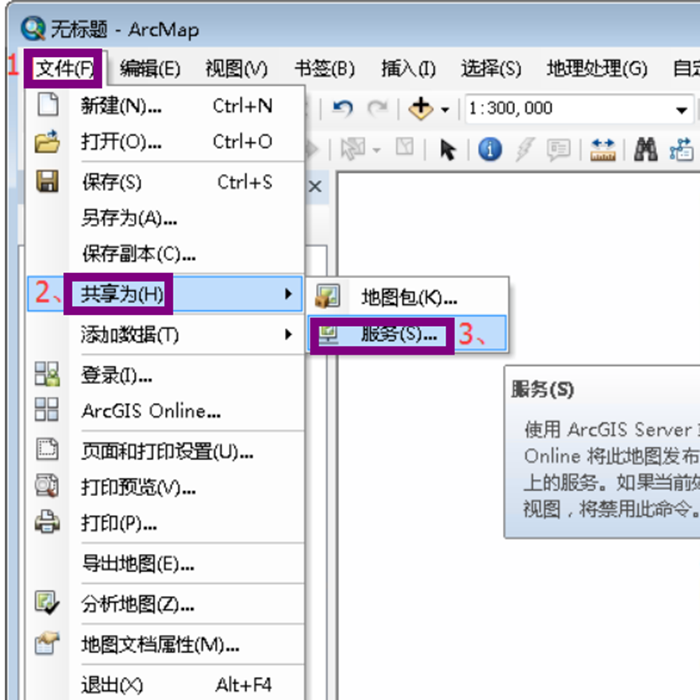 无标题 - ArcMap
1 文件(F) 编辑(E) 视图(V) 书签(B) 插入(I) 选择(S) 地理处理(G) 自定
新建(N)... Ctrl+N
1:300,000
打开(O)... Ctrl+O
保存(S) Ctrl+S
另存为(A)...
保存副本(C)...
2、 共享为(H)
地图包(K)...
添加数据(T)
服务(S)... 3、
登录(I)...
服务(S)
ArcGIS Online...
使用 ArcGIS Server
Online 将此地图发布
上的服务。如果当前
视图，将禁用此命令。
页面和打印设置(U)...
打印预览(V)...
打印(P)...
导出地图(E)...
分析地图(Z)...
地图文档属性(M)...
退出(X) Alt+F4